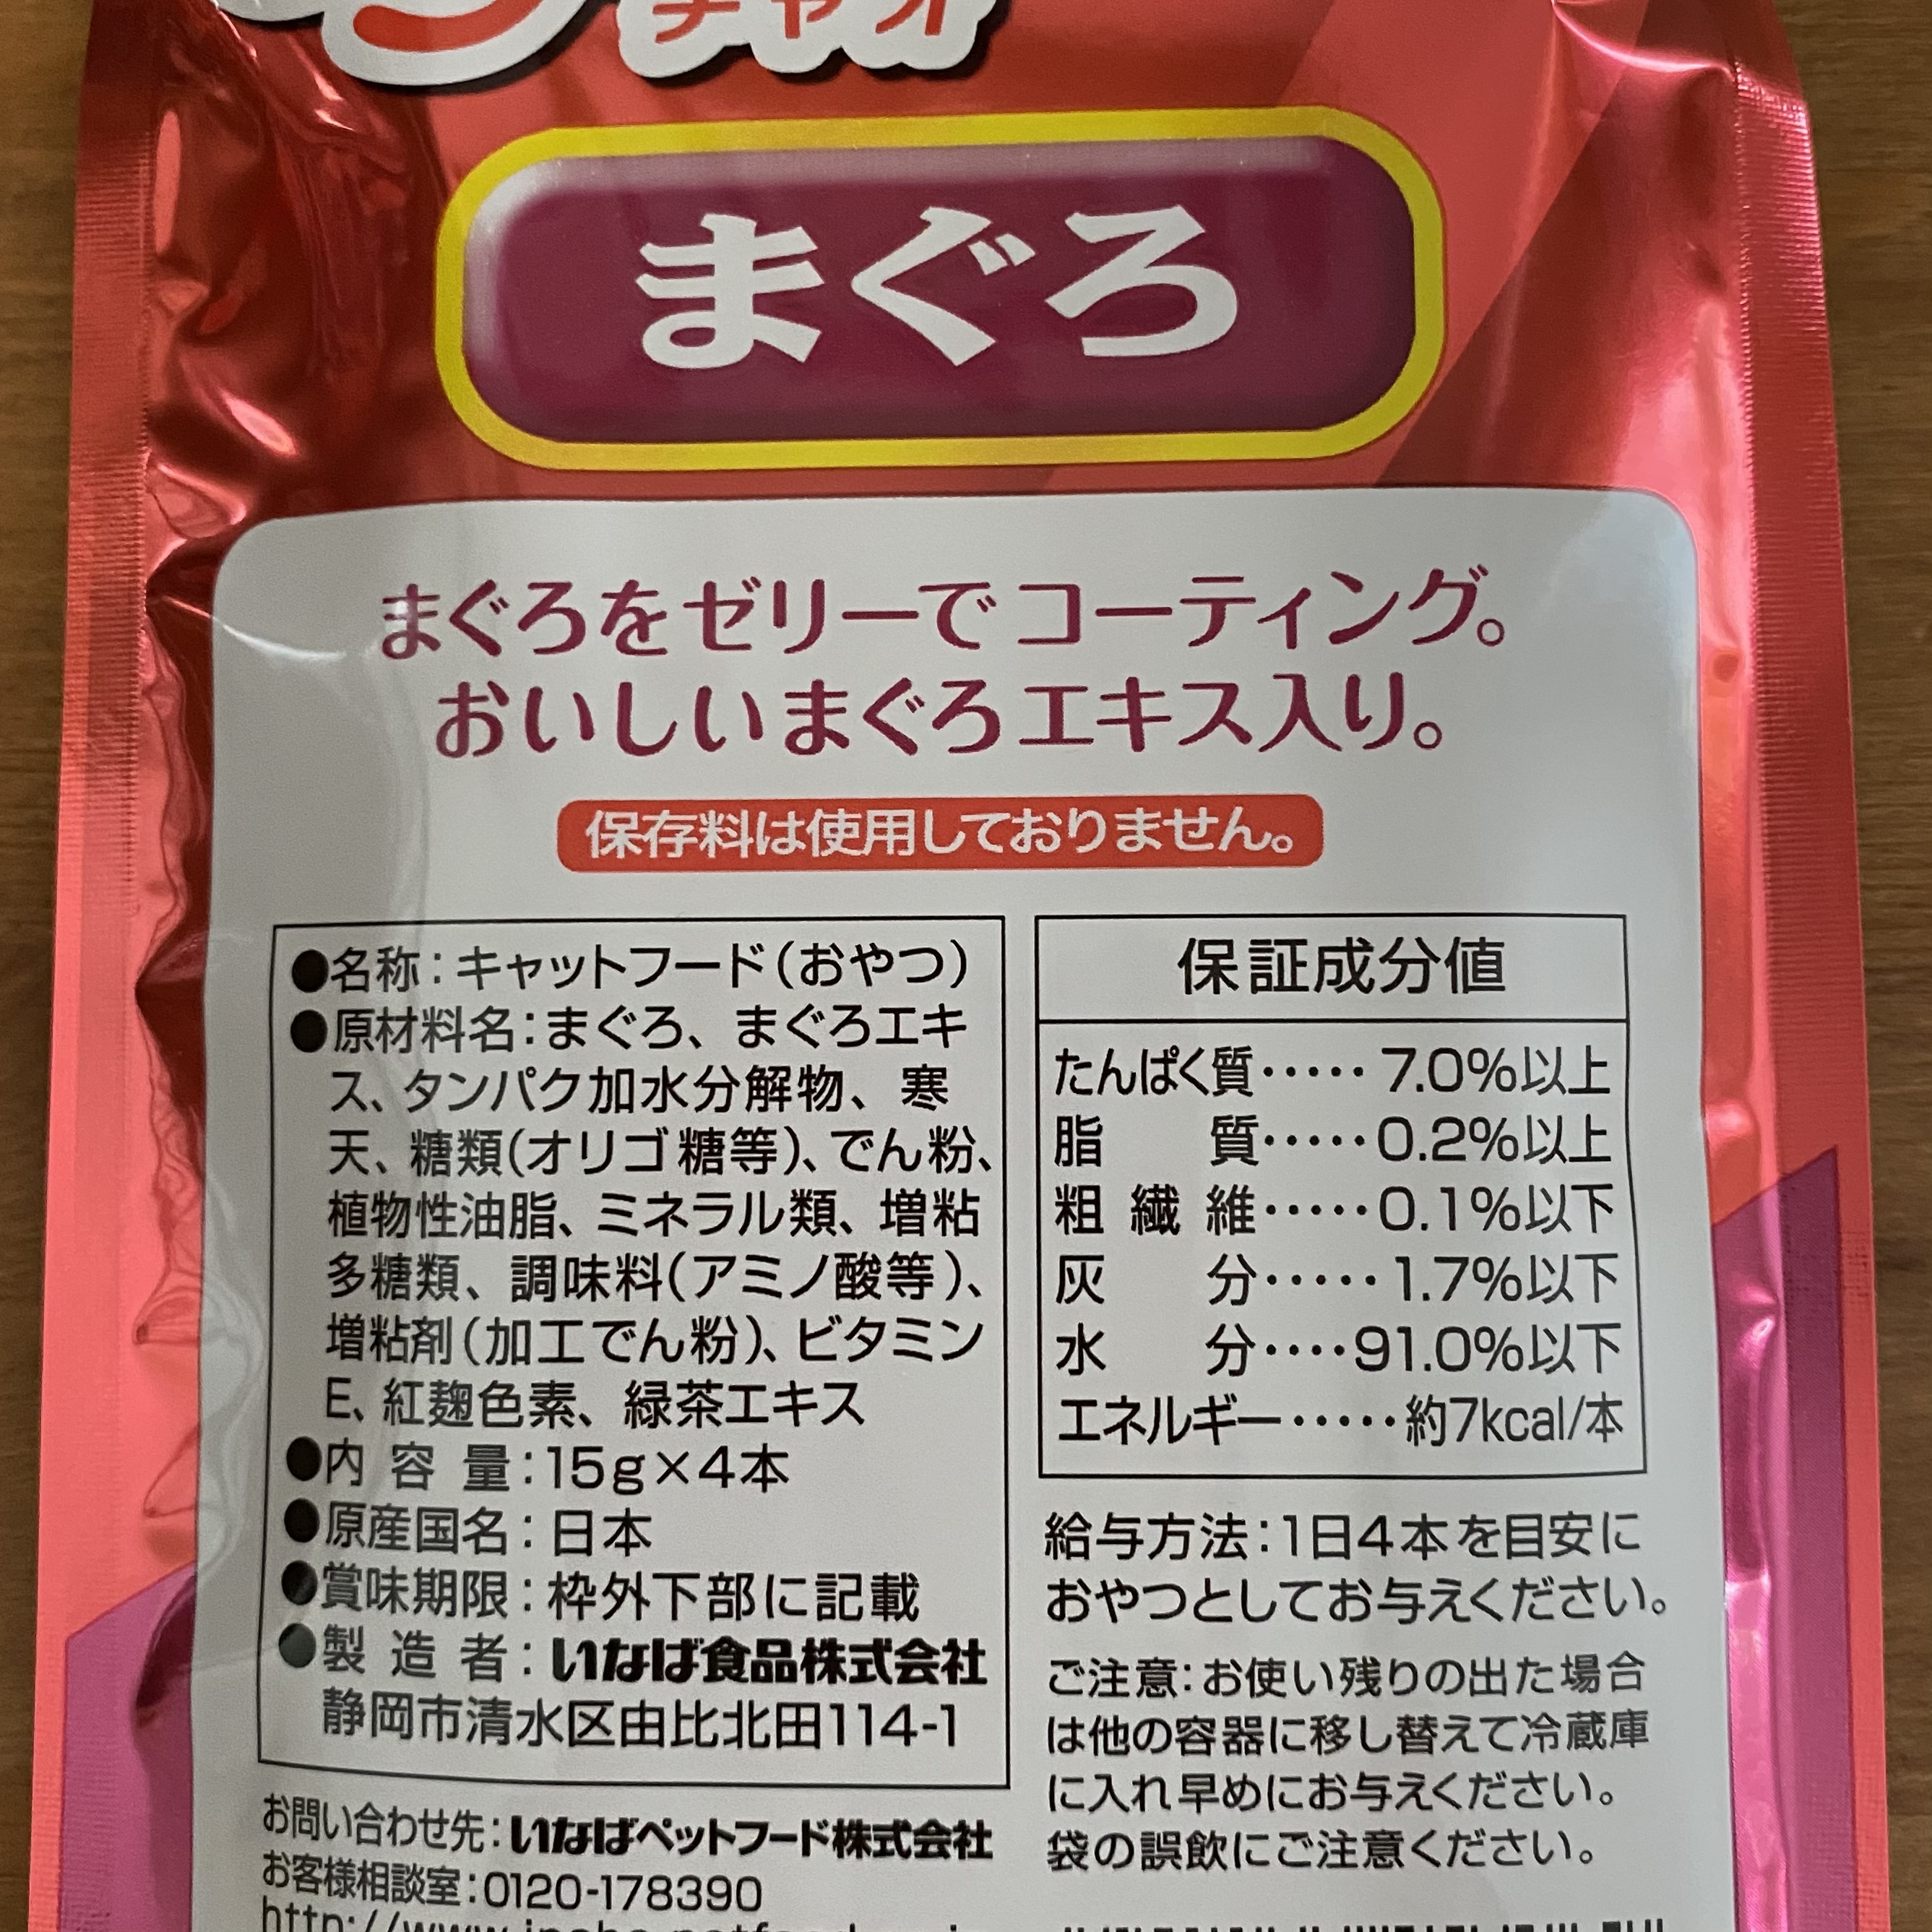 チャオ
まぐろ
まぐろをゼリーでコーティング。
おいしいまぐろエキス入り。
保存料は使用しておりません。
●名称：キャットフード(おやつ)
●原材料名：まぐろ、まぐろエキ
ス、タンパク加水分解物、寒
天、糖類(オリゴ糖等)、でん粉、
植物性油脂、ミネラル類、増粘
多糖類、調味料(アミノ酸等)、
増粘剤(加工でん粉)、ビタミン
E、紅麹色素、緑茶エキス
●内容量：15g×4本
●原産国名：日本
●賞味期限：枠外下部に記載
●製造者：いなば食品株式会社
静岡市清水区由比北田114-1
お問い合わせ先：いなばペットフード株式会社
お客様相談室：0120-178390
保証成分値
たんぱく質‥‥‥7.0%以上
脂質‥‥‥0.2%以上
粗繊維‥‥‥0.1%以下
灰分‥‥‥1.7%以下
水分‥‥91.0%以下
エネルギー‥‥‥約7kcal/本
給与方法：1日4本を目安に
おやつとしてお与えください。
ご注意：お使い残りの出た場合
は他の容器に移し替えて冷蔵庫
に入れ早めにお与えください。
袋の誤飲にご注意ください。